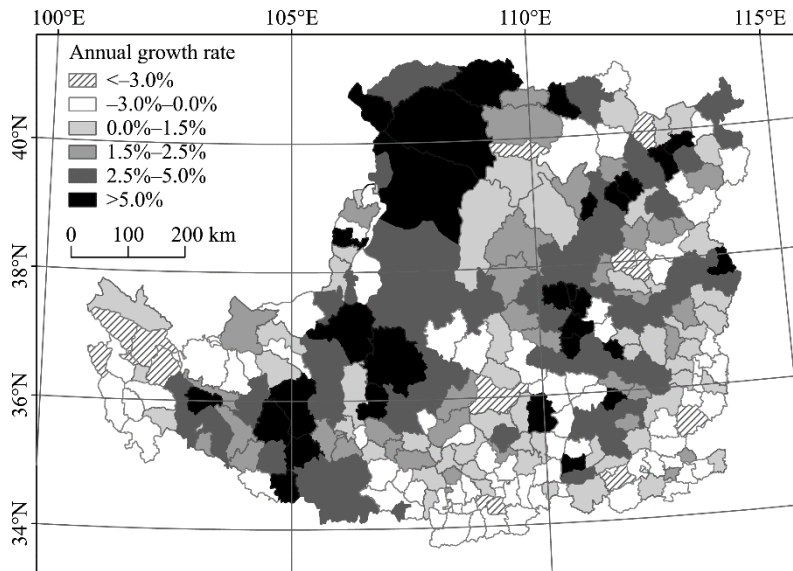 100°E 105°E 110°E 115°E
Annual growth rate
<–3.0%
–3.0%–0.0%
0.0%–1.5%
1.5%–2.5%
2.5%–5.0%
>5.0%
0 100 200 km
40°N
38°N
36°N
34°N